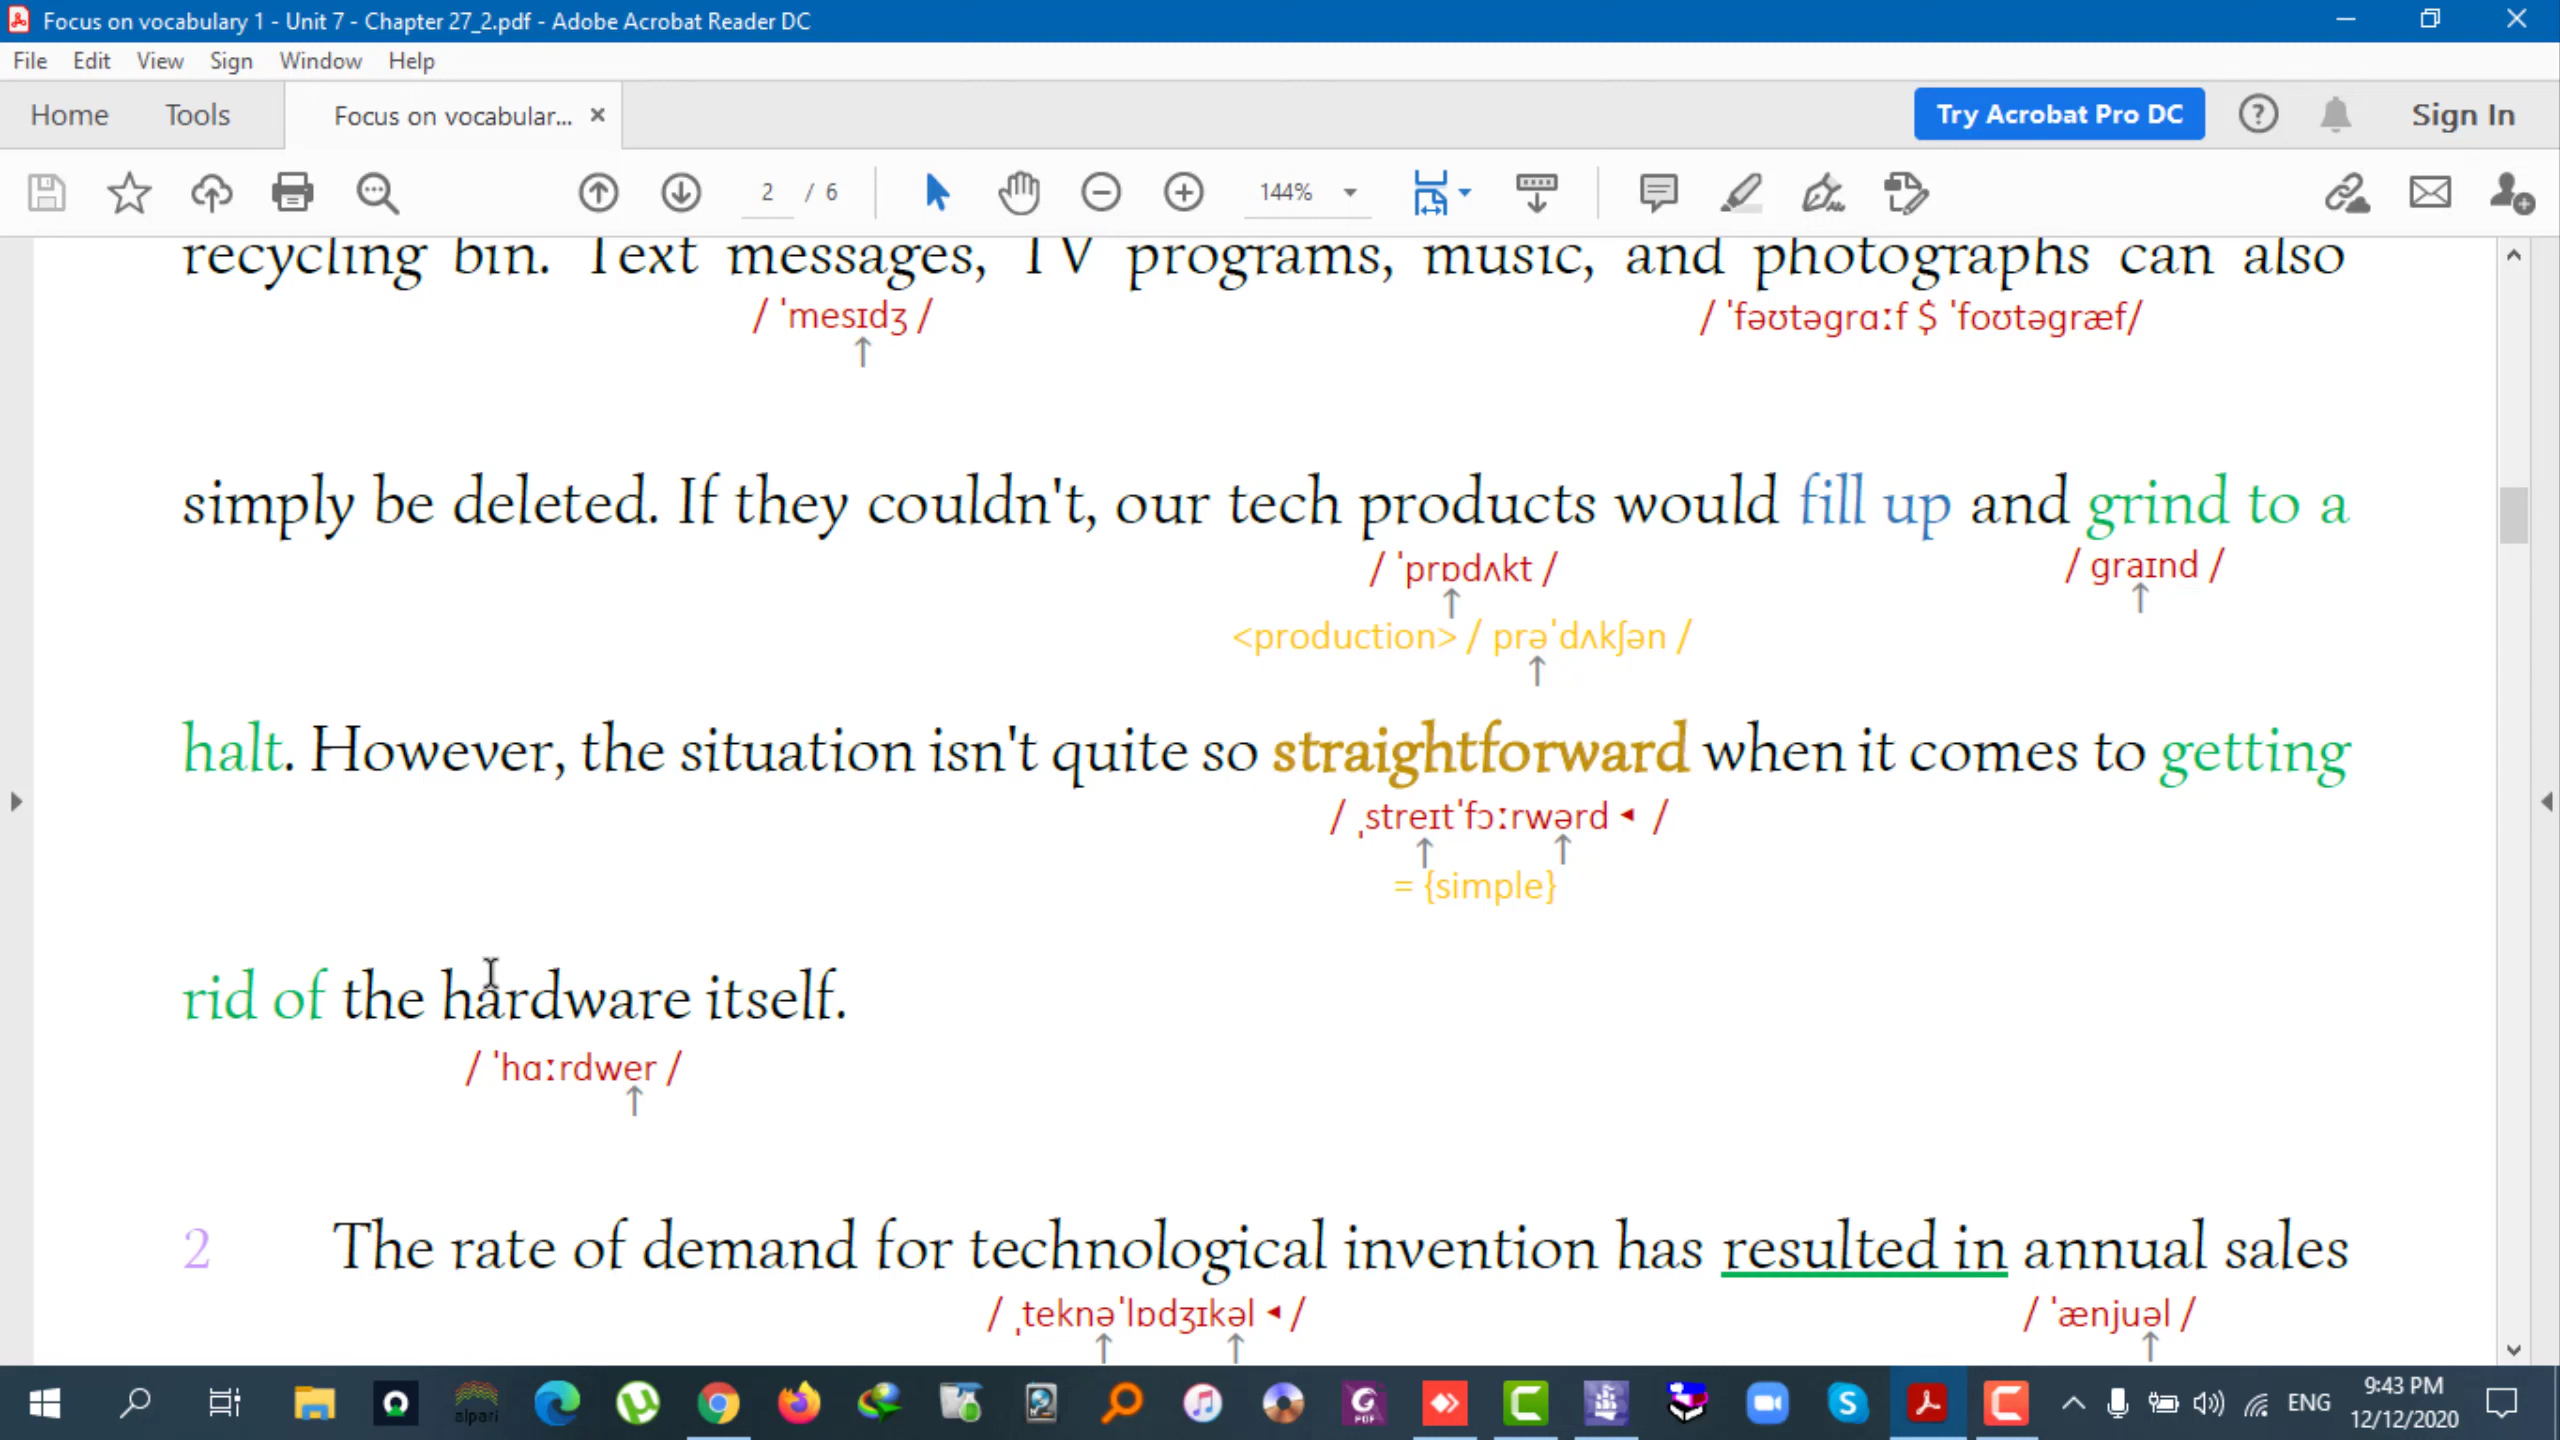 Focus on vocabulary 1 - Unit 7 - Chapter 27_2.pdf - Adobe Acrobat Reader DC
File Edit View Sign Window Help
Home Tools Focus on vocabular... × Try Acrobat Pro DC Sign In
2 / 6 144%
recycling bin. Text messages, TV programs, music, and photographs can also
/ ˈmesɪdʒ / / ˈfəʊtəɡrɑːf $ ˈfoʊtəɡræf/
↑
simply be deleted. If they couldn't, our tech products would fill up and grind to a
/ ˈprɒdʌkt / / ɡraɪnd /
↑ ↑
<production> / prəˈdʌkʃən /
↑
halt. However, the situation isn't quite so straightforward when it comes to getting
/ ˌstreɪtˈfɔːrwərd ◂ /
↑ ↑
= {simple}
rid of the hardware itself.
/ ˈhɑːrdwer /
↑
2 The rate of demand for technological invention has resulted in annual sales
/ ˌteknəˈlɒdʒɪkəl ◂ / / ˈænjuəl /
↑ ↑ ↑
alpari PDF ENG 9:43 PM
12/12/2020